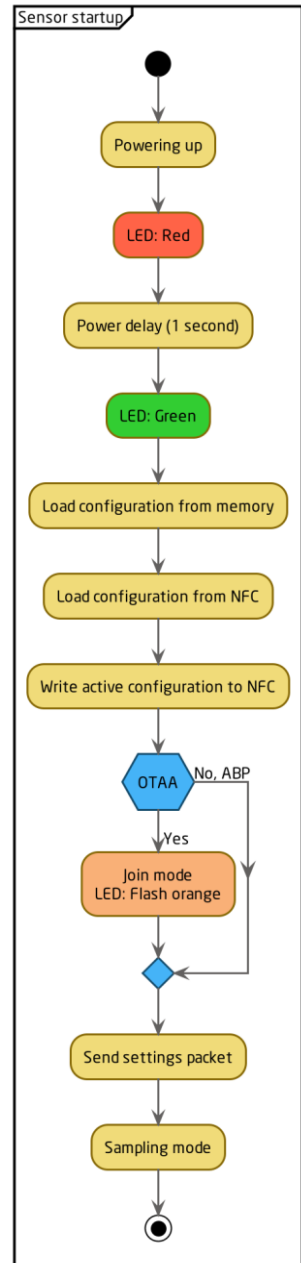 Sensor startup
Powering up
LED: Red
Power delay (1 second)
LED: Green
Load configuration from memory
Load configuration from NFC
Write active configuration to NFC
OTAA
No, ABP
Yes
Join mode
LED: Flash orange
Send settings packet
Sampling mode